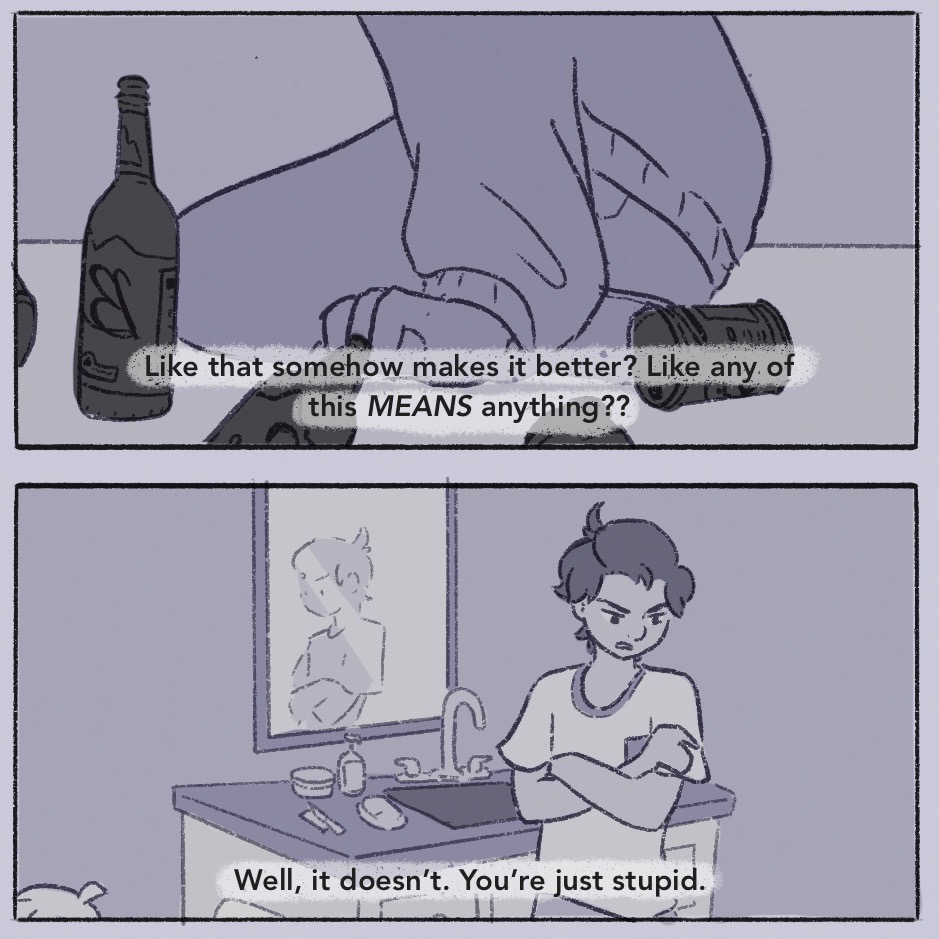 Like that somehow makes it better? Like any of
this MEANS anything??
Well, it doesn't. You're just stupid.